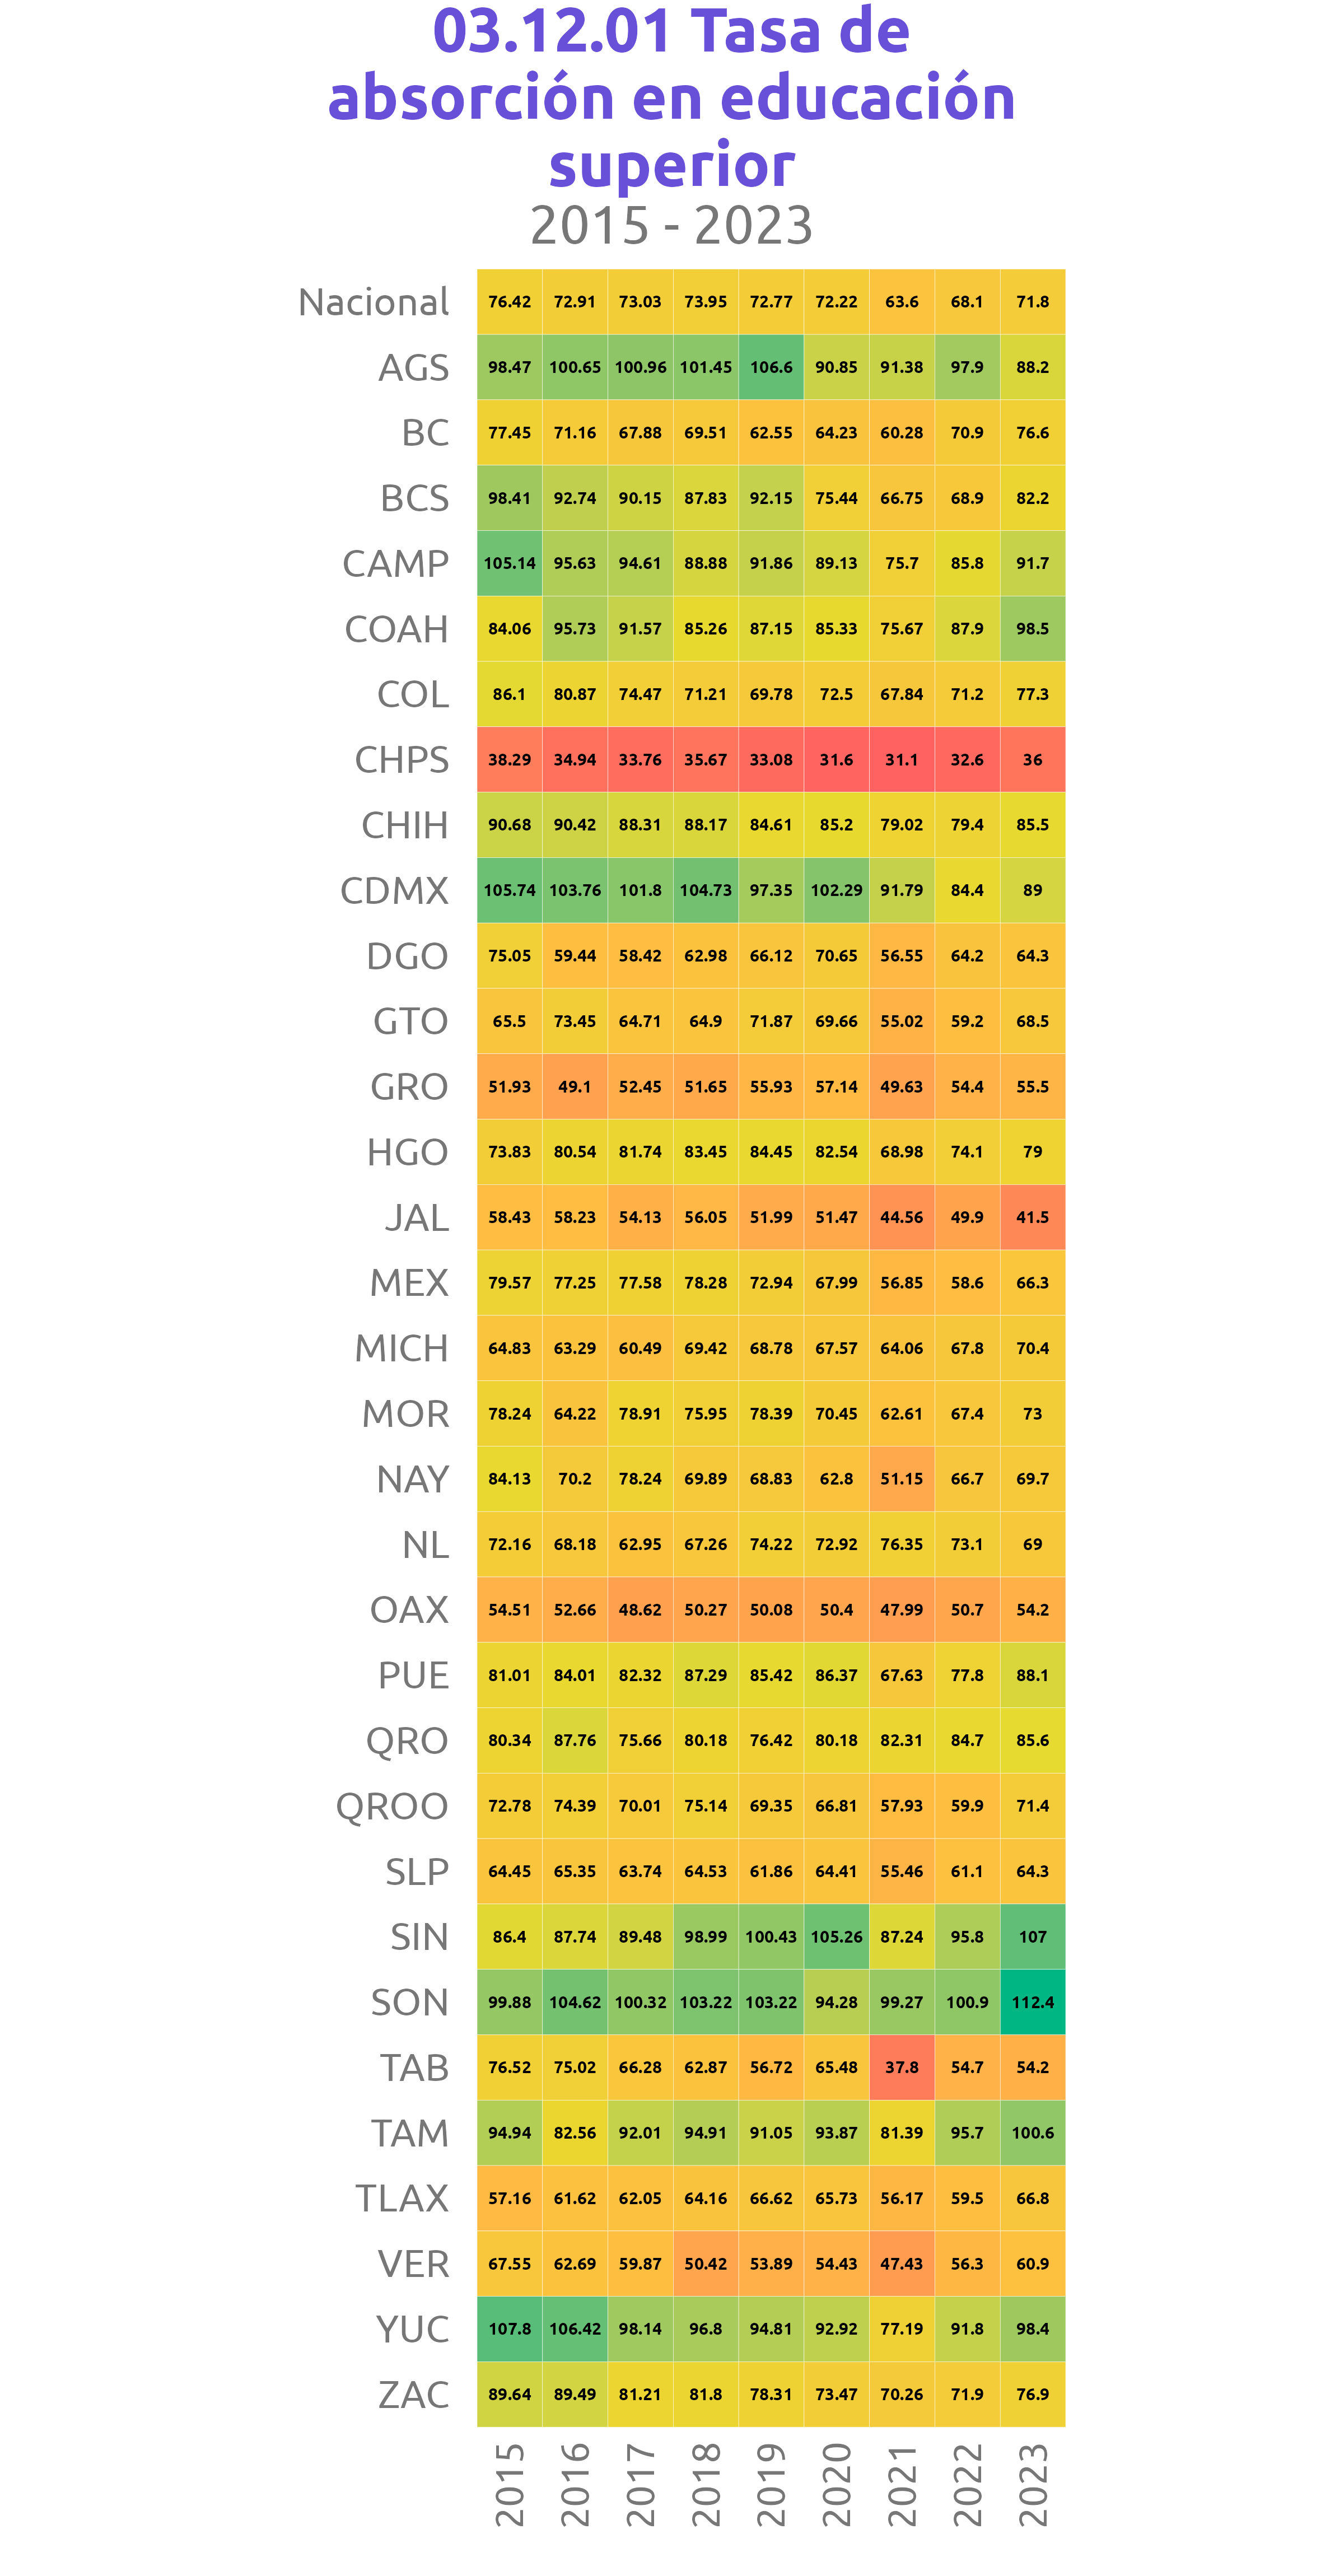 03.12.01 Tasa de
absorción en educación
superior
2015 - 2023
Nacional 76.42 72.91 73.03 73.95 72.77 72.22 63.6 68.1 71.8
AGS 98.47 100.65 100.96 101.45 106.6 90.85 91.38 97.9 88.2
BC 77.45 71.16 67.88 69.51 62.55 64.23 60.28 70.9 76.6
BCS 98.41 92.74 90.15 87.83 92.15 75.44 66.75 68.9 82.2
CAMP 105.14 95.63 94.61 88.88 91.86 89.13 75.7 85.8 91.7
COAH 84.06 95.73 91.57 85.26 87.15 85.33 75.67 87.9 98.5
COL 86.1 80.87 74.47 71.21 69.78 72.5 67.84 71.2 77.3
CHPS 38.29 34.94 33.76 35.67 33.08 31.6 31.1 32.6 36
CHIH 90.68 90.42 88.31 88.17 84.61 85.2 79.02 79.4 85.5
CDMX 105.74 103.76 101.8 104.73 97.35 102.29 91.79 84.4 89
DGO 75.05 59.44 58.42 62.98 66.12 70.65 56.55 64.2 64.3
GTO 65.5 73.45 64.71 64.9 71.87 69.66 55.02 59.2 68.5
GRO 51.93 49.1 52.45 51.65 55.93 57.14 49.63 54.4 55.5
HGO 73.83 80.54 81.74 83.45 84.45 82.54 68.98 74.1 79
JAL 58.43 58.23 54.13 56.05 51.99 51.47 44.56 49.9 41.5
MEX 79.57 77.25 77.58 78.28 72.94 67.99 56.85 58.6 66.3
MICH 64.83 63.29 60.49 69.42 68.78 67.57 64.06 67.8 70.4
MOR 78.24 64.22 78.91 75.95 78.39 70.45 62.61 67.4 73
NAY 84.13 70.2 78.24 69.89 68.83 62.8 51.15 66.7 69.7
NL 72.16 68.18 62.95 67.26 74.22 72.92 76.35 73.1 69
OAX 54.51 52.66 48.62 50.27 50.08 50.4 47.99 50.7 54.2
PUE 81.01 84.01 82.32 87.29 85.42 86.37 67.63 77.8 88.1
QRO 80.34 87.76 75.66 80.18 76.42 80.18 82.31 84.7 85.6
QROO 72.78 74.39 70.01 75.14 69.35 66.81 57.93 59.9 71.4
SLP 64.45 65.35 63.74 64.53 61.86 64.41 55.46 61.1 64.3
SIN 86.4 87.74 89.48 98.99 100.43 105.26 87.24 95.8 107
SON 99.88 104.62 100.32 103.22 103.22 94.28 99.27 100.9 112.4
TAB 76.52 75.02 66.28 62.87 56.72 65.48 37.8 54.7 54.2
TAM 94.94 82.56 92.01 94.91 91.05 93.87 81.39 95.7 100.6
TLAX 57.16 61.62 62.05 64.16 66.62 65.73 56.17 59.5 66.8
VER 67.55 62.69 59.87 50.42 53.89 54.43 47.43 56.3 60.9
YUC 107.8 106.42 98.14 96.8 94.81 92.92 77.19 91.8 98.4
ZAC 89.64 89.49 81.21 81.8 78.31 73.47 70.26 71.9 76.9
2015 2016 2017 2018 2019 2020 2021 2022 2023